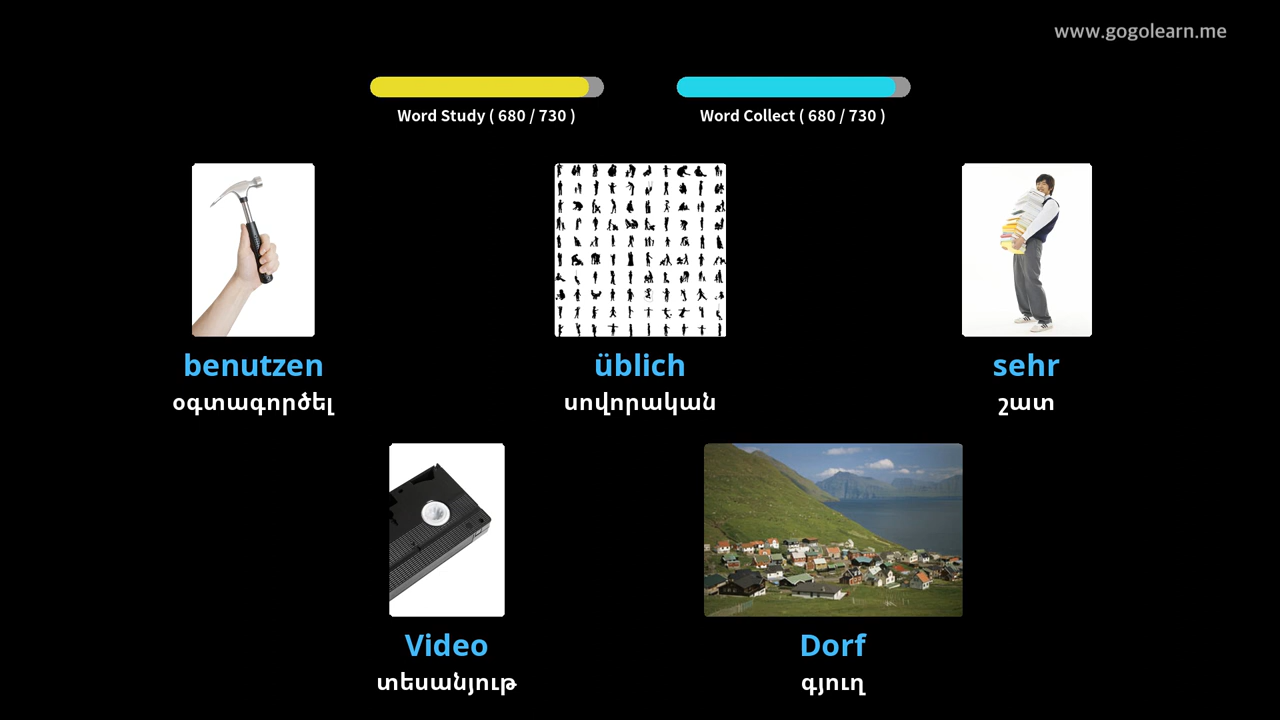 www.gogolearn.me
Word Study ( 680 / 730 )
Word Collect ( 680 / 730 )
benutzen
օգտագործել
üblich
սովորական
sehr
շատ
Video
տեսանյութ
Dorf
գյուղ